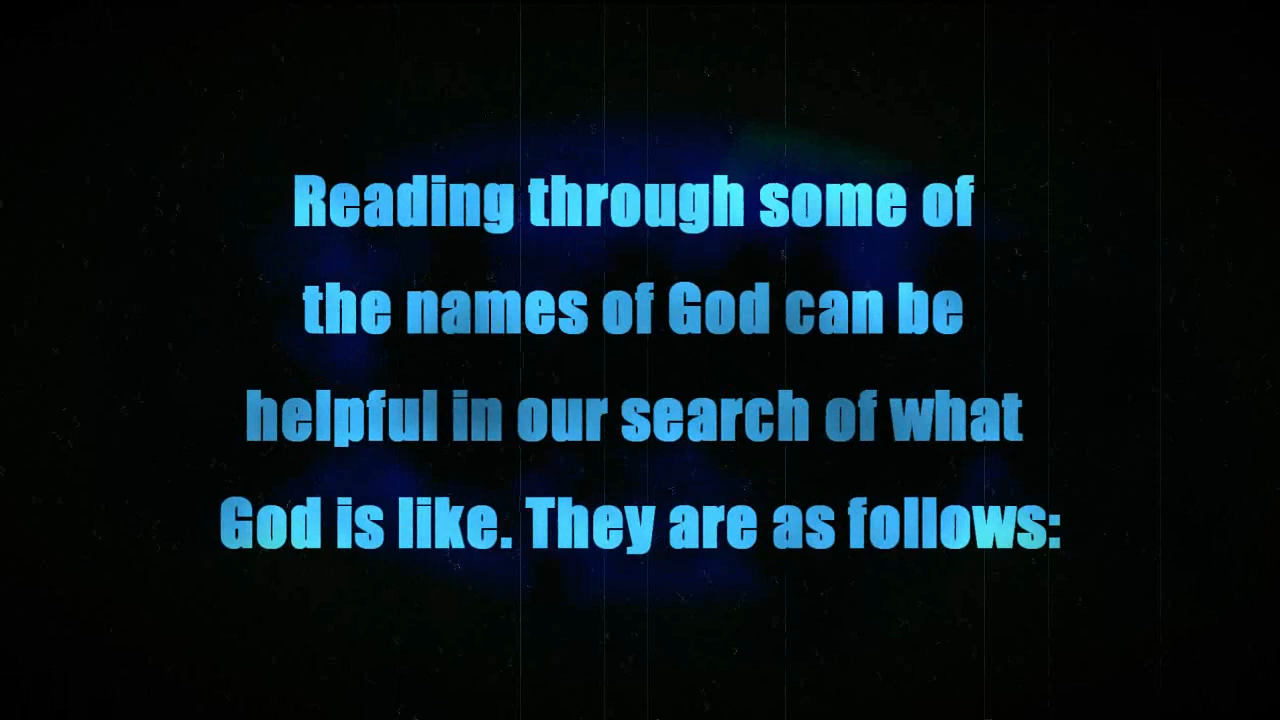 Reading through some of
the names of God can be
helpful in our search of what
God is like. They are as follows: